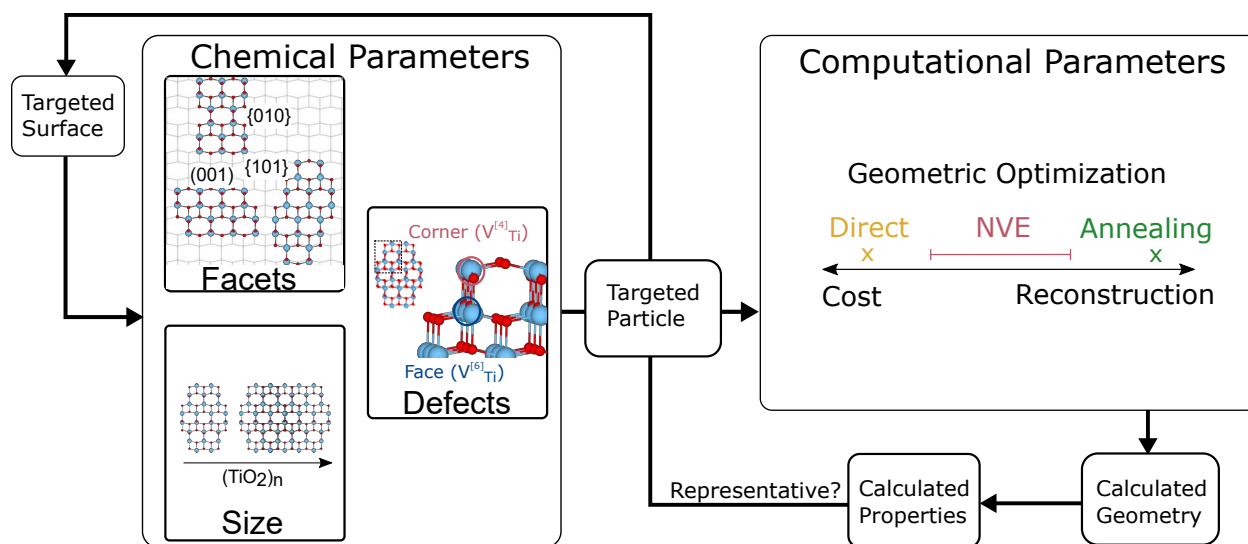 Chemical Parameters
Computational Parameters
Targeted
Surface
{010}
(001)
{101}
Facets
Corner (V[4]Ti)
Face (V[6]Ti)
Defects
(TiO2)n
Size
Targeted
Particle
Geometric Optimization
Direct
NVE
Annealing
x
x
Cost
Reconstruction
Representative?
Calculated
Properties
Calculated
Geometry